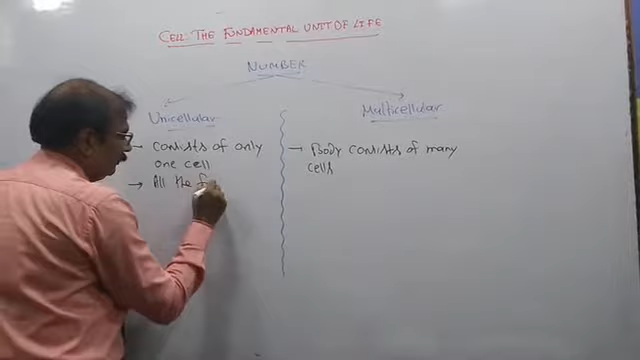 CELL: THE FUNDAMENTAL UNIT OF LIFE
NUMBER
Unicellular
→ Consists of only
one cell
→ All the f
Multicellular
→ Body consists of many
cells